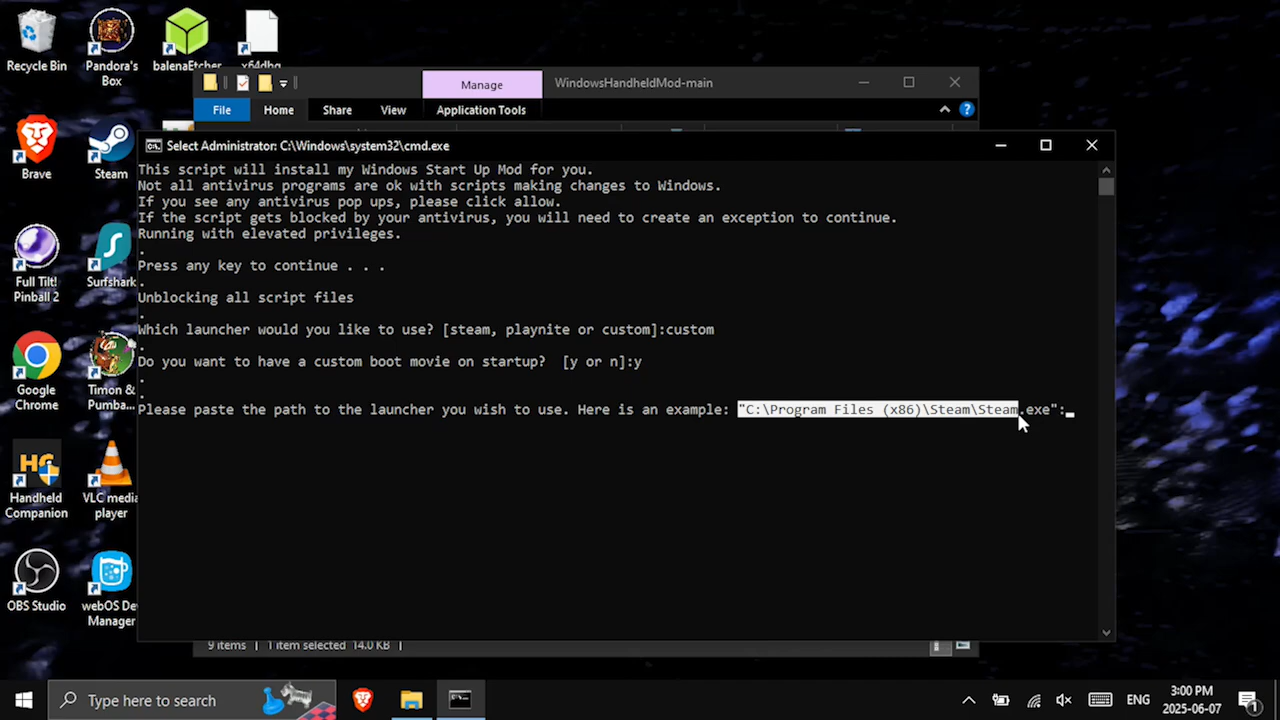 Recycle Bin
Pandora's
Box
balenaEtcher
x64dbg
Manage
WindowsHandheldMod-main
File
Home
Share
View
Application Tools
Select Administrator: C:\Windows\system32\cmd.exe
This script will install my Windows Start Up Mod for you.
Not all antivirus programs are ok with scripts making changes to Windows.
If you see any antivirus pop ups, please click allow.
If the script gets blocked by your antivirus, you will need to create an exception to continue.
Running with elevated privileges.
.
Press any key to continue . . .
.
Unblocking all script files
.
Which launcher would you like to use? [steam, playnite or custom]:custom
.
Do you want to have a custom boot movie on startup?  [y or n]:y
.
.
Please paste the path to the launcher you wish to use. Here is an example: "C:\Program Files (x86)\Steam\Steam.exe":
Brave
Steam
Full Tilt!
Pinball 2
Surfshark
Google
Chrome
Timon &
Pumba...
HG
Handheld
Companion
VLC media
player
OBS Studio
webOS Dev
Manager
9 items
1 item selected 14.0 KB
Type here to search
ENG
3:00 PM
2025-06-07
1